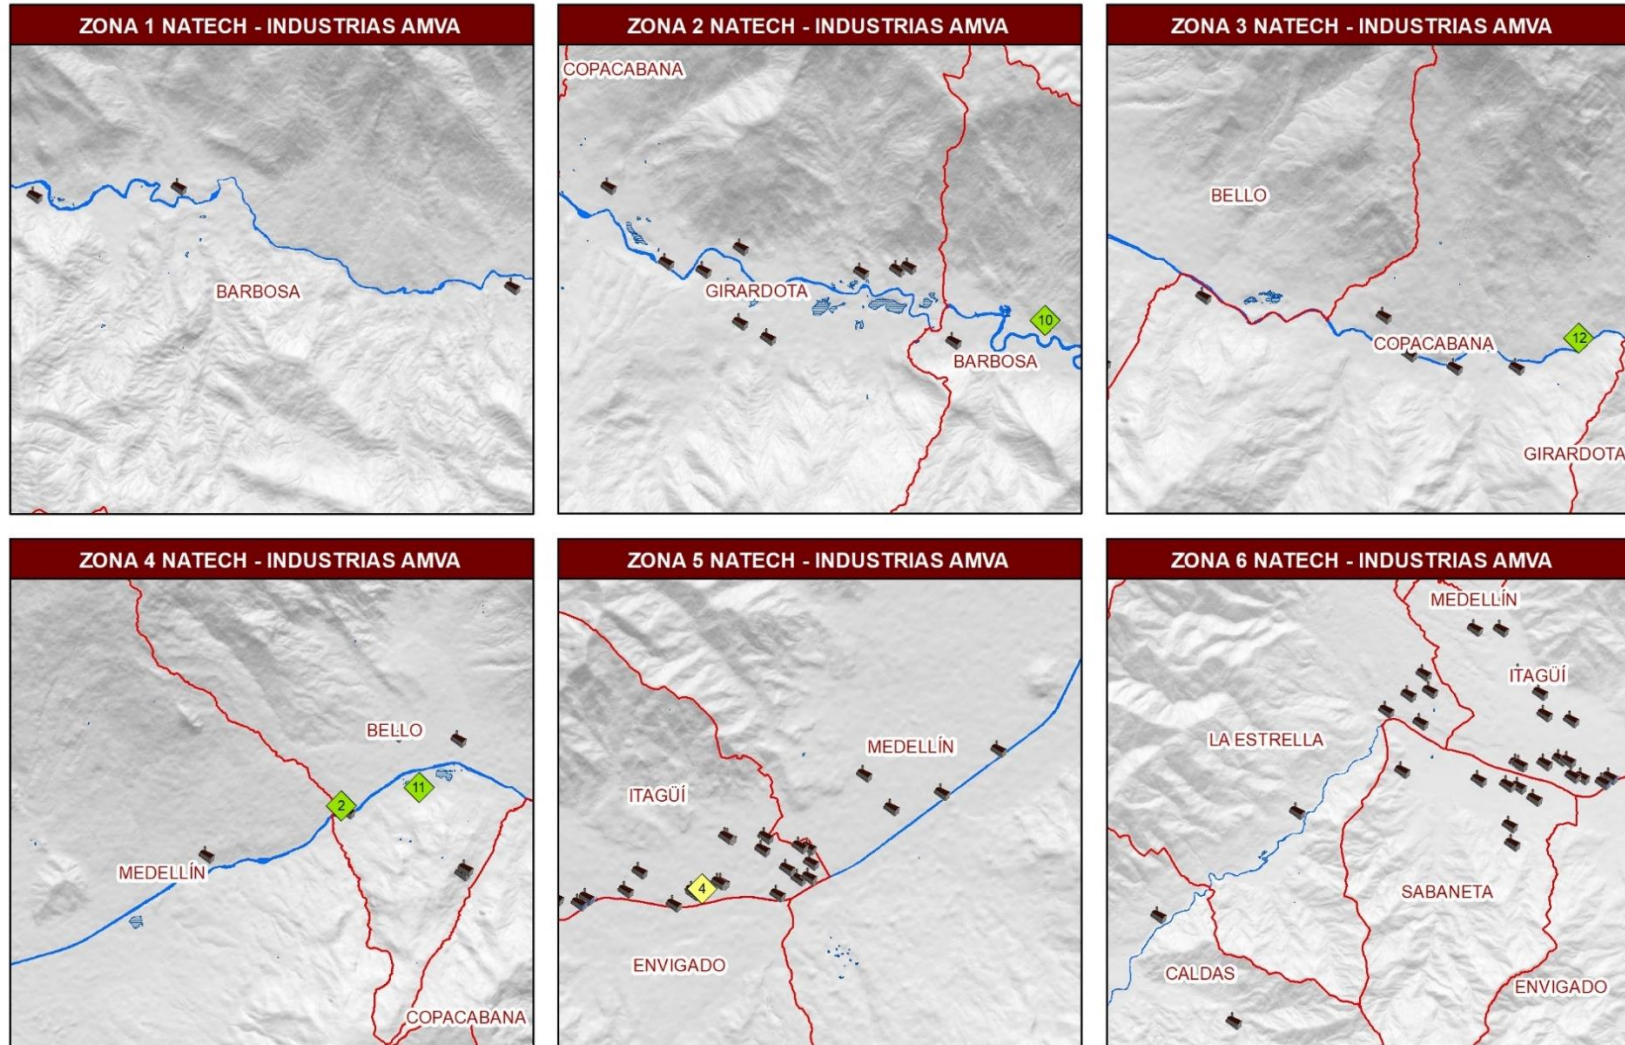 ZONA 1 NATECH - INDUSTRIAS AMVA
BARBOSA
ZONA 2 NATECH - INDUSTRIAS AMVA
COPACABANA
GIRARDOTA
10
BARBOSA
ZONA 3 NATECH - INDUSTRIAS AMVA
BELLO
12
COPACABANA
GIRARDOTA
ZONA 4 NATECH - INDUSTRIAS AMVA
BELLO
11
2
MEDELLÍN
COPACABANA
ZONA 5 NATECH - INDUSTRIAS AMVA
MEDELLÍN
ITAGÜÍ
4
ENVIGADO
ZONA 6 NATECH - INDUSTRIAS AMVA
MEDELLÍN
ITAGÜÍ
LA ESTRELLA
SABANETA
CALDAS
ENVIGADO